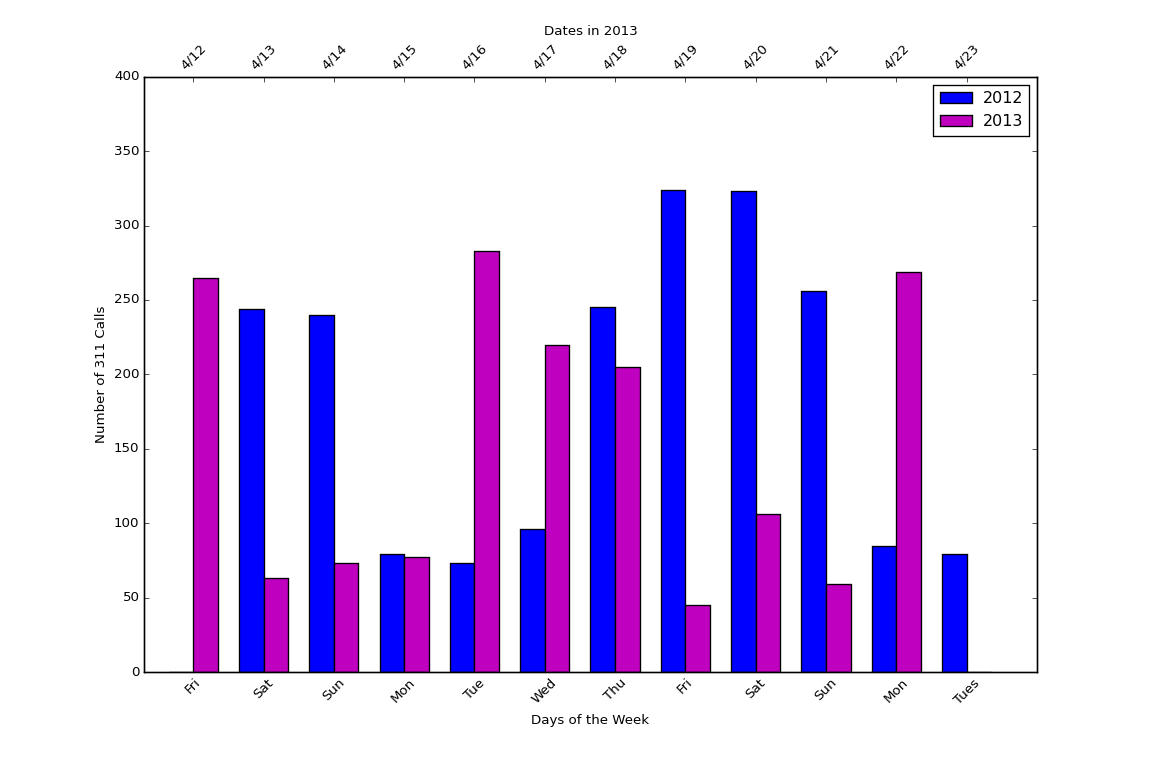 Dates in 2013
4/12 4/13 4/14 4/15 4/16 4/17 4/18 4/19 4/20 4/21 4/22 4/23
2012
2013
400
350
300
250
200
150
100
50
0
Number of 311 Calls
Fri Sat Sun Mon Tue Wed Thu Fri Sat Sun Mon Tues
Days of the Week